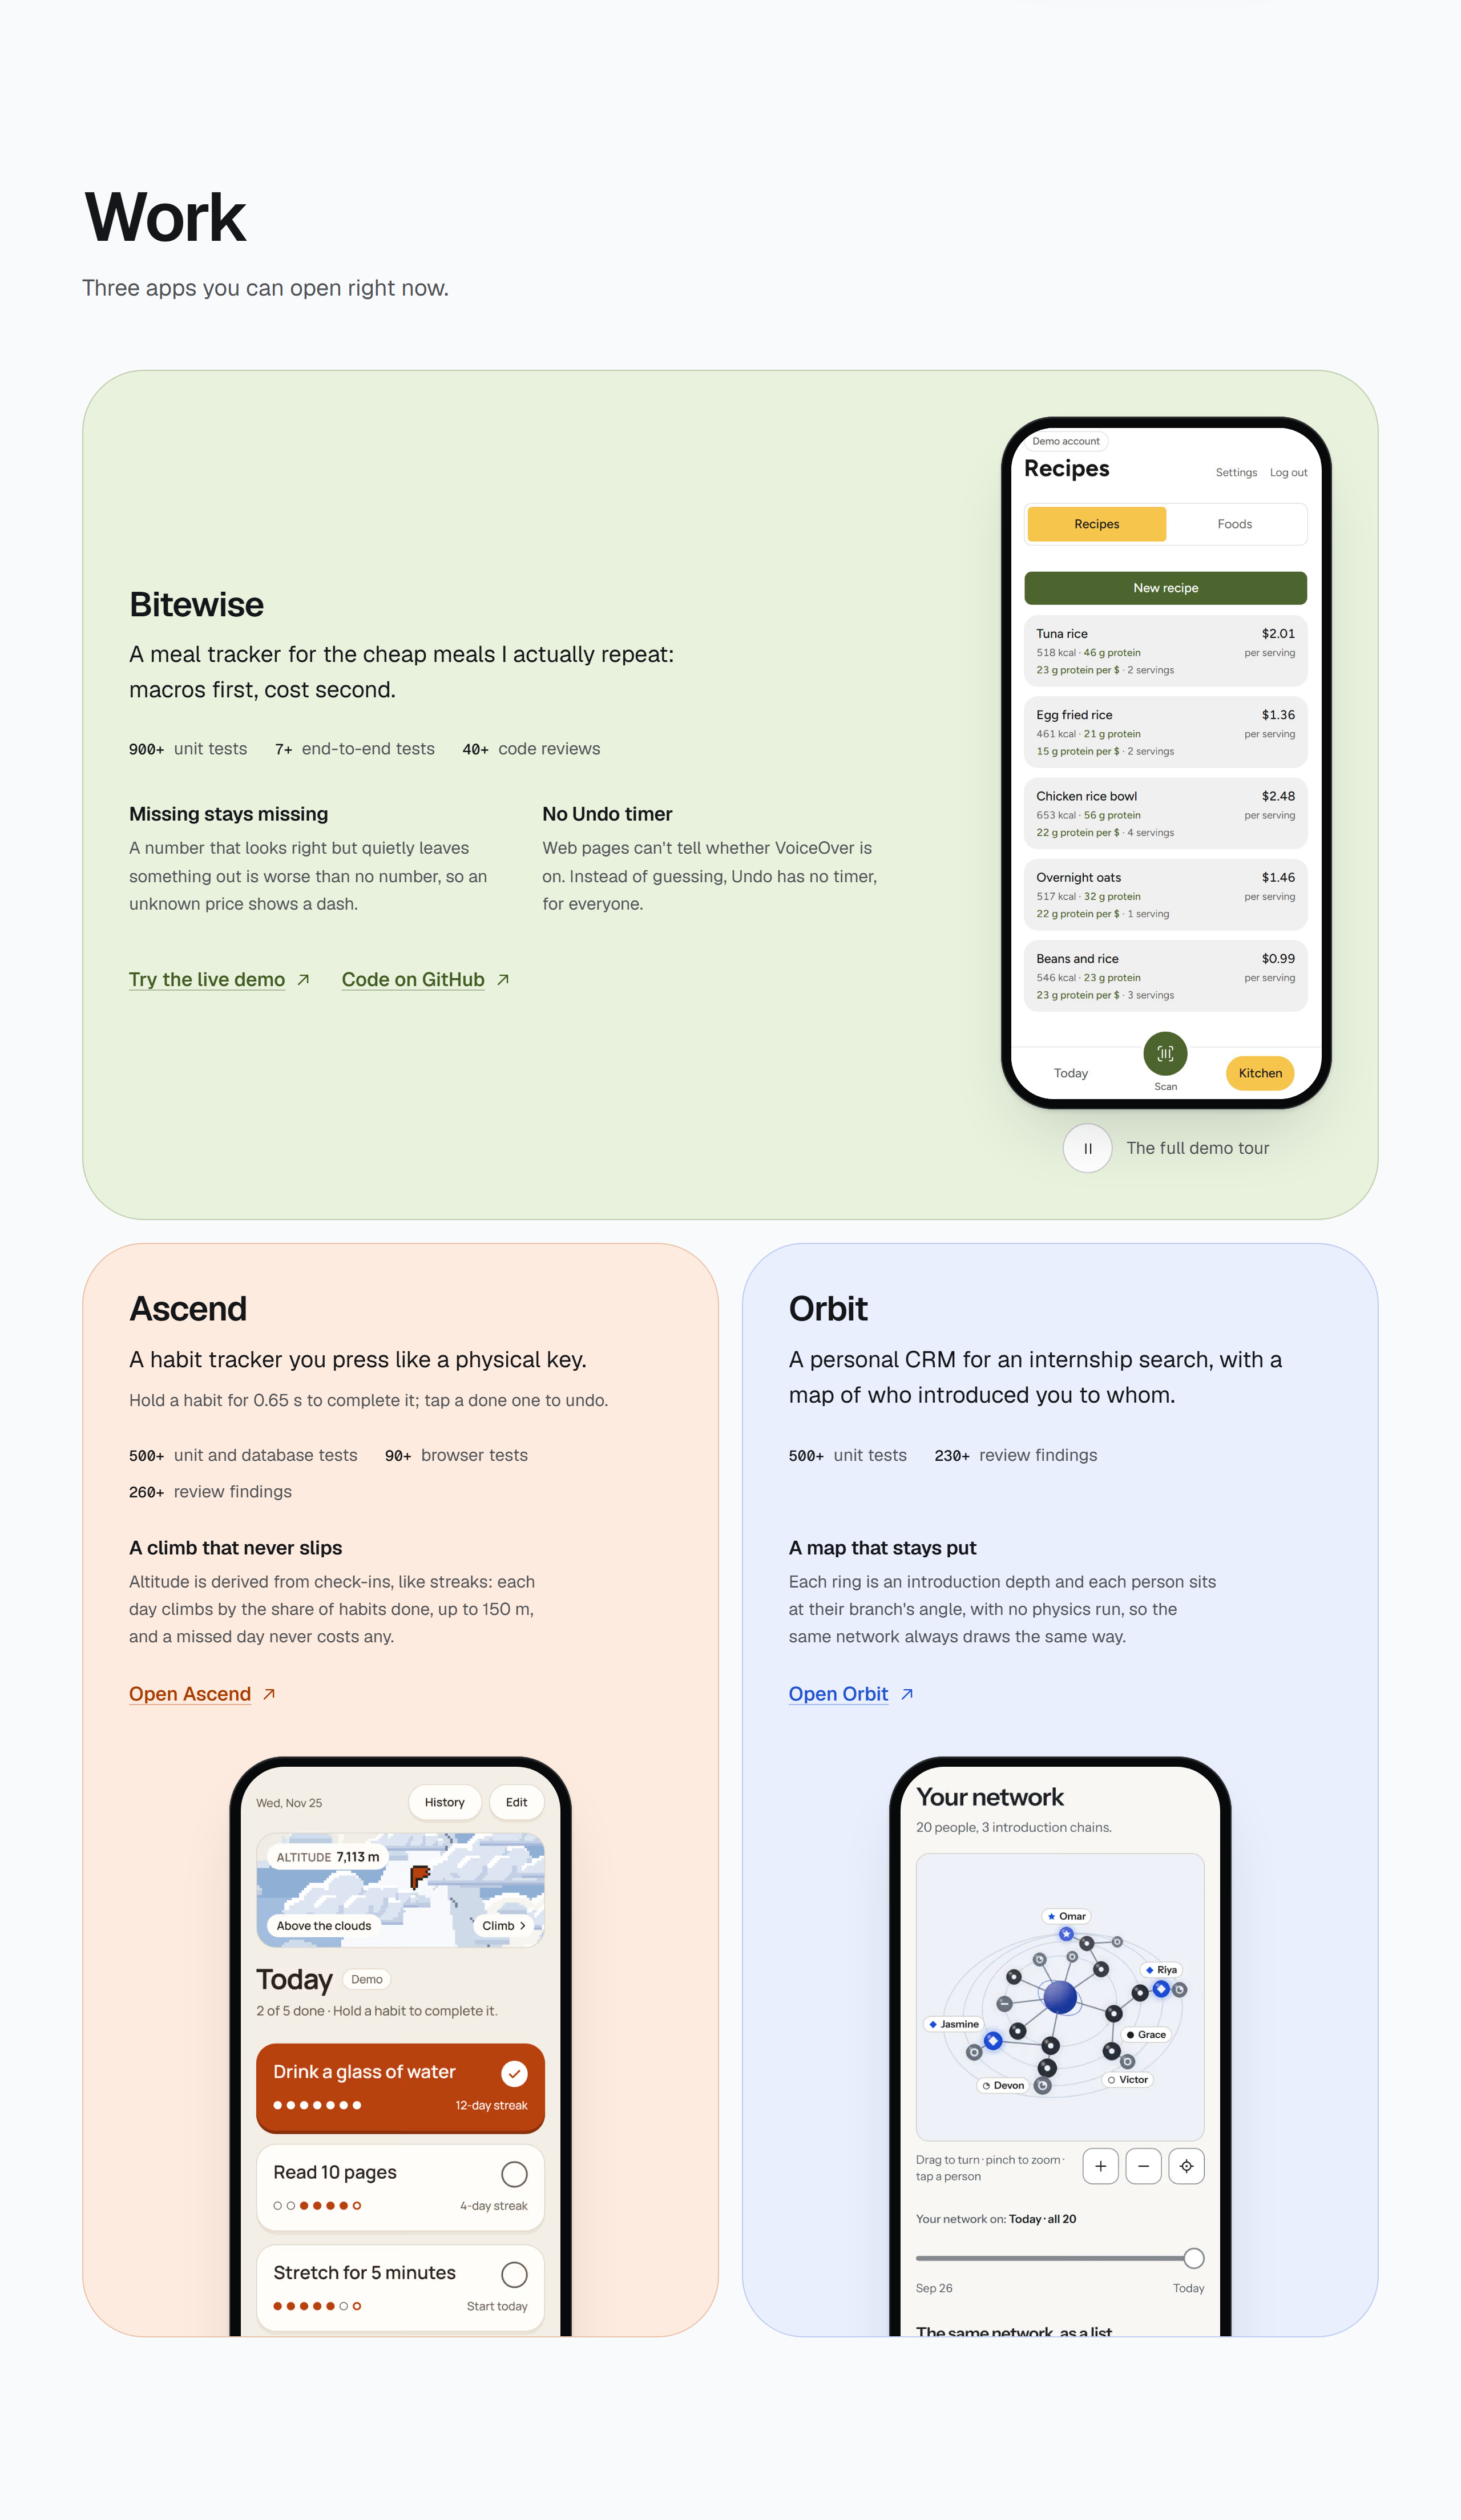 Work
Three apps you can open right now.
Bitewise
A meal tracker for the cheap meals I actually repeat:
macros first, cost second.
900+ unit tests 7+ end-to-end tests 40+ code reviews
Missing stays missing
A number that looks right but quietly leaves
something out is worse than no number, so an
unknown price shows a dash.
No Undo timer
Web pages can't tell whether VoiceOver is
on. Instead of guessing, Undo has no timer,
for everyone.
Try the live demo Code on GitHub
Demo account
Recipes
Settings Log out
Recipes Foods
New recipe
Tuna rice $2.01
518 kcal · 46 g protein per serving
23 g protein per $ · 2 servings
Egg fried rice $1.36
461 kcal · 21 g protein per serving
15 g protein per $ · 2 servings
Chicken rice bowl $2.48
653 kcal · 56 g protein per serving
22 g protein per $ · 4 servings
Overnight oats $1.46
517 kcal · 32 g protein per serving
22 g protein per $ · 1 serving
Beans and rice $0.99
546 kcal · 23 g protein per serving
23 g protein per $ · 3 servings
Today Scan Kitchen
The full demo tour
Ascend
A habit tracker you press like a physical key.
Hold a habit for 0.65 s to complete it; tap a done one to undo.
500+ unit and database tests 90+ browser tests
260+ review findings
A climb that never slips
Altitude is derived from check-ins, like streaks: each
day climbs by the share of habits done, up to 150 m,
and a missed day never costs any.
Open Ascend
Wed, Nov 25 History Edit
ALTITUDE 7,113 m
Above the clouds Climb
Today Demo
2 of 5 done · Hold a habit to complete it.
Drink a glass of water
12-day streak
Read 10 pages
4-day streak
Stretch for 5 minutes
Start today
Orbit
A personal CRM for an internship search, with a
map of who introduced you to whom.
500+ unit tests 230+ review findings
A map that stays put
Each ring is an introduction depth and each person sits
at their branch's angle, with no physics run, so the
same network always draws the same way.
Open Orbit
Your network
20 people, 3 introduction chains.
Omar
Riya
Jasmine
Grace
Devon
Victor
Drag to turn · pinch to zoom ·
tap a person
Your network on: Today · all 20
Sep 26 Today
The same network, as a list